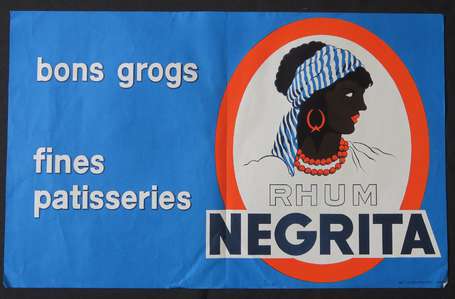 bons grogs
fines
patisseries
RHUM
NEGRITA